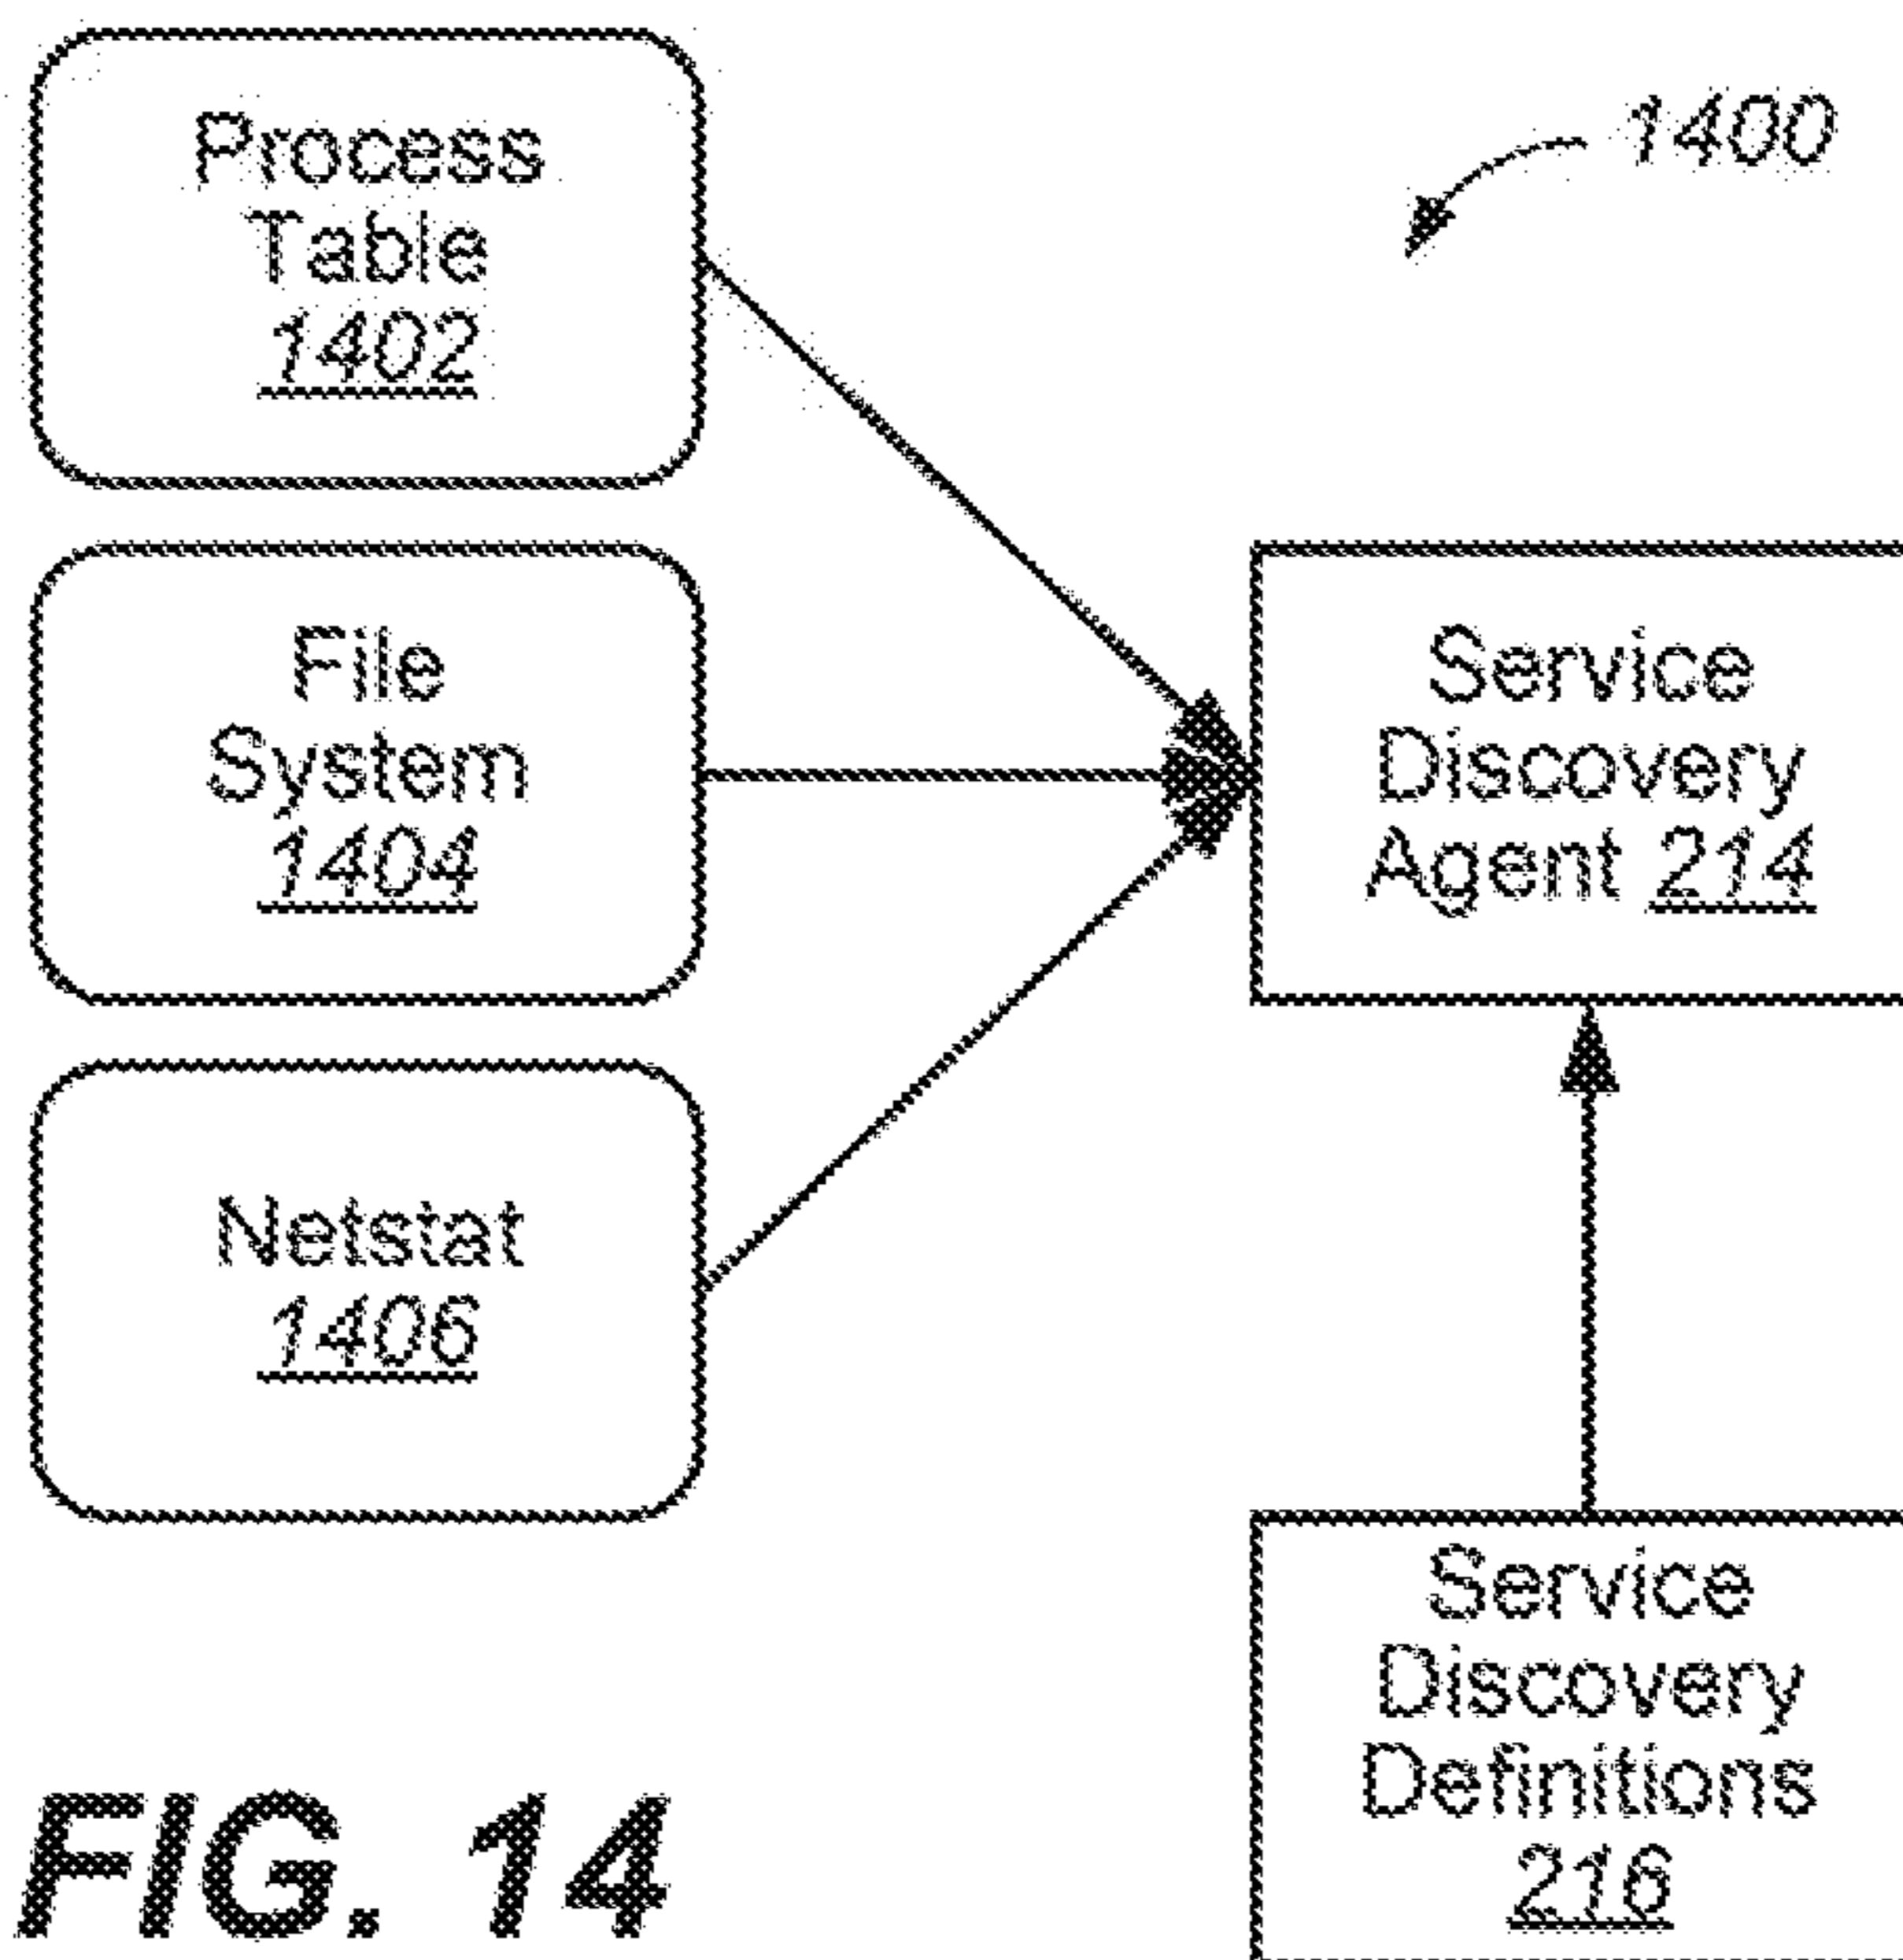 Process
Table
1402
1400
File
System
1404
Service
Discovery
Agent 214
Netstat
1406
Service
Discovery
Definitions
216
FIG. 14